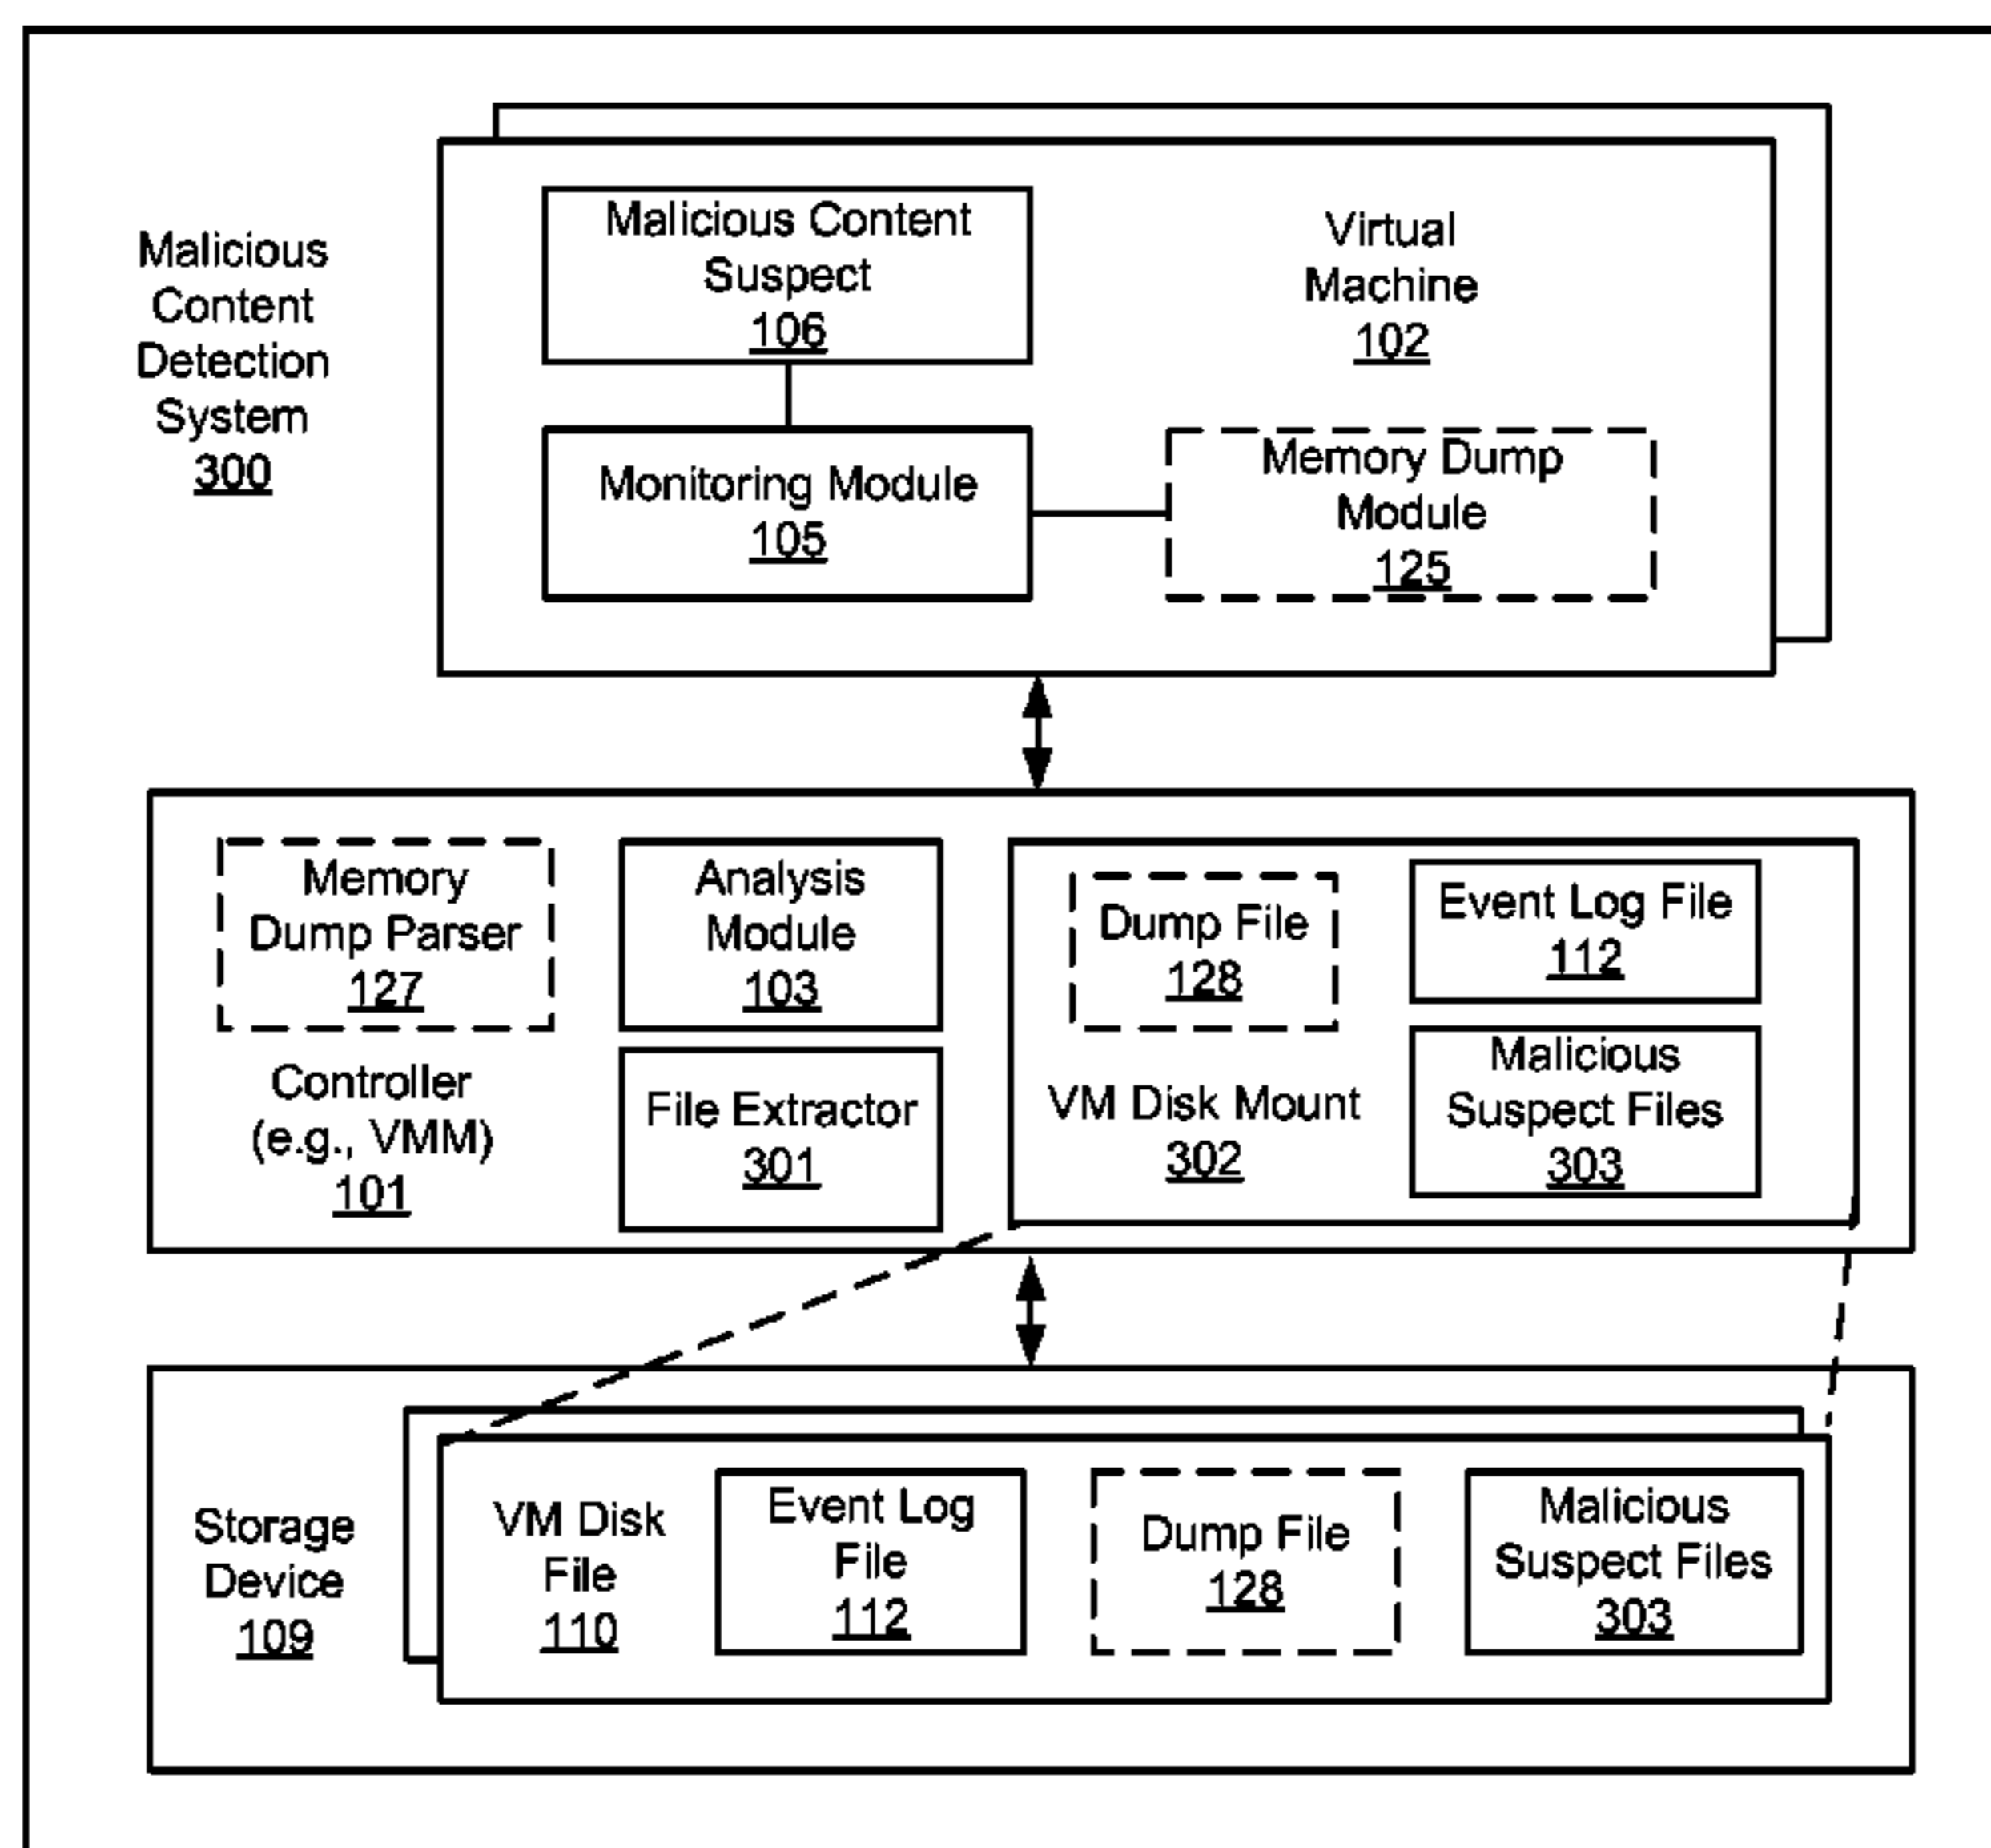 Malicious
Content
Detection
System
300
Malicious Content
Suspect
106
Virtual
Machine
102
Monitoring Module
105
Memory Dump
Module
125
Memory
Dump Parser
127
Analysis
Module
103
Dump File
128
Event Log File
112
Controller
(e.g., VMM)
101
File Extractor
301
VM Disk Mount
302
Malicious
Suspect Files
303
Storage
Device
109
VM Disk
File
110
Event Log
File
112
Dump File
128
Malicious
Suspect Files
303